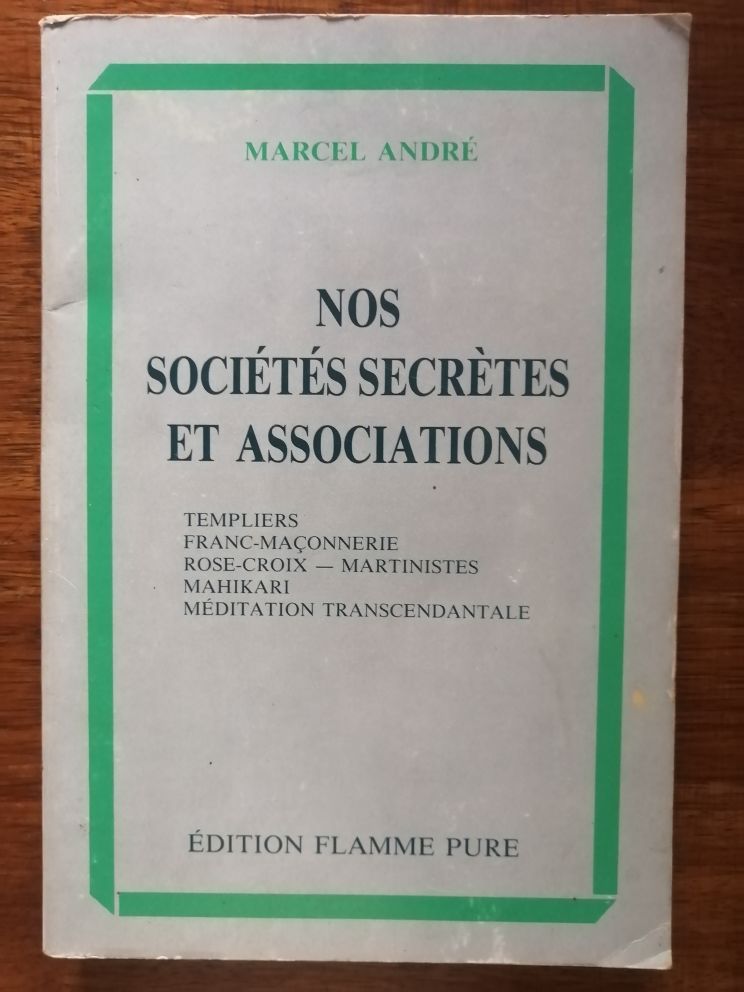 MARCEL ANDRÉ
NOS
SOCIÉTÉS SECRÈTES
ET ASSOCIATIONS
TEMPLIERS
FRANC-MAÇONNERIE
ROSE-CROIX — MARTINISTES
MAHIKARI
MÉDITATION TRANSCENDANTALE
ÉDITION FLAMME PURE